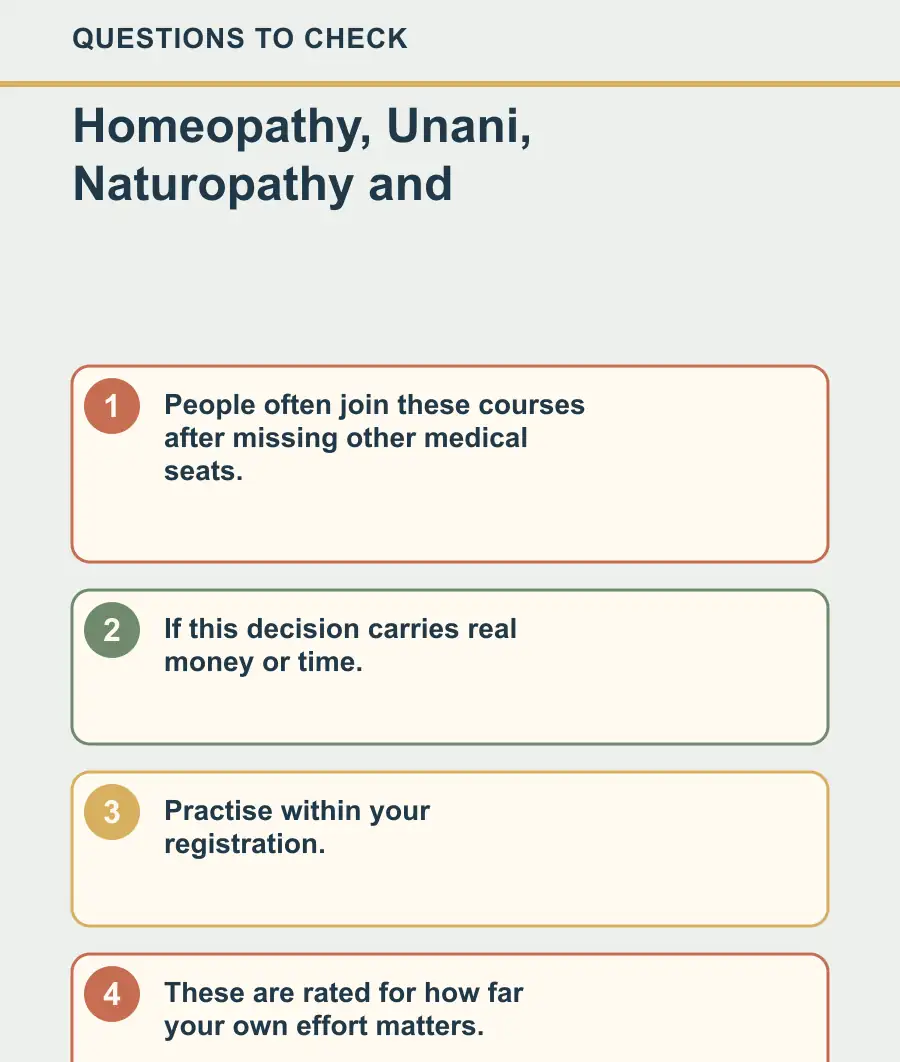 QUESTIONS TO CHECK
Homeopathy, Unani,
Naturopathy and
1
People often join these courses
after missing other medical
seats.
2
If this decision carries real
money or time.
3
Practise within your
registration.
4
These are rated for how far
your own effort matters.